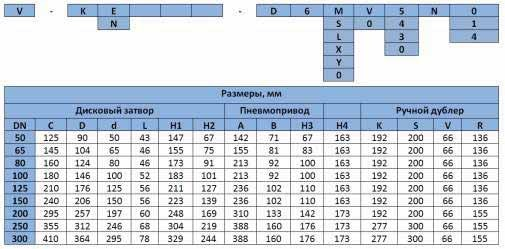 V - K E - D 6 M V 5 N 0
N S 0 4 1
L 3 4
X 0
Y
0
Размеры, мм
Дисковый затвор Пневмопривод Ручной дублер
DN C D d L H1 H2 A B H3 H4 K S V R
50 125 90 50 43 147 67 142 71 67 163 192 200 66 136
65 145 104 65 46 155 75 155 81 83 163 192 200 66 136
80 160 124 80 46 173 91 213 92 100 163 192 200 66 136
100 180 146 100 52 183 101 213 92 100 163 192 200 66 136
125 210 176 125 56 211 127 236 102 110 163 192 200 66 136
150 240 206 150 56 223 139 236 102 110 163 192 200 66 136
200 295 257 197 60 248 169 310 133 142 173 192 200 66 155
250 355 312 246 68 304 219 388 160 176 173 277 300 66 155
300 410 364 295 78 329 244 388 160 176 173 277 300 66 155